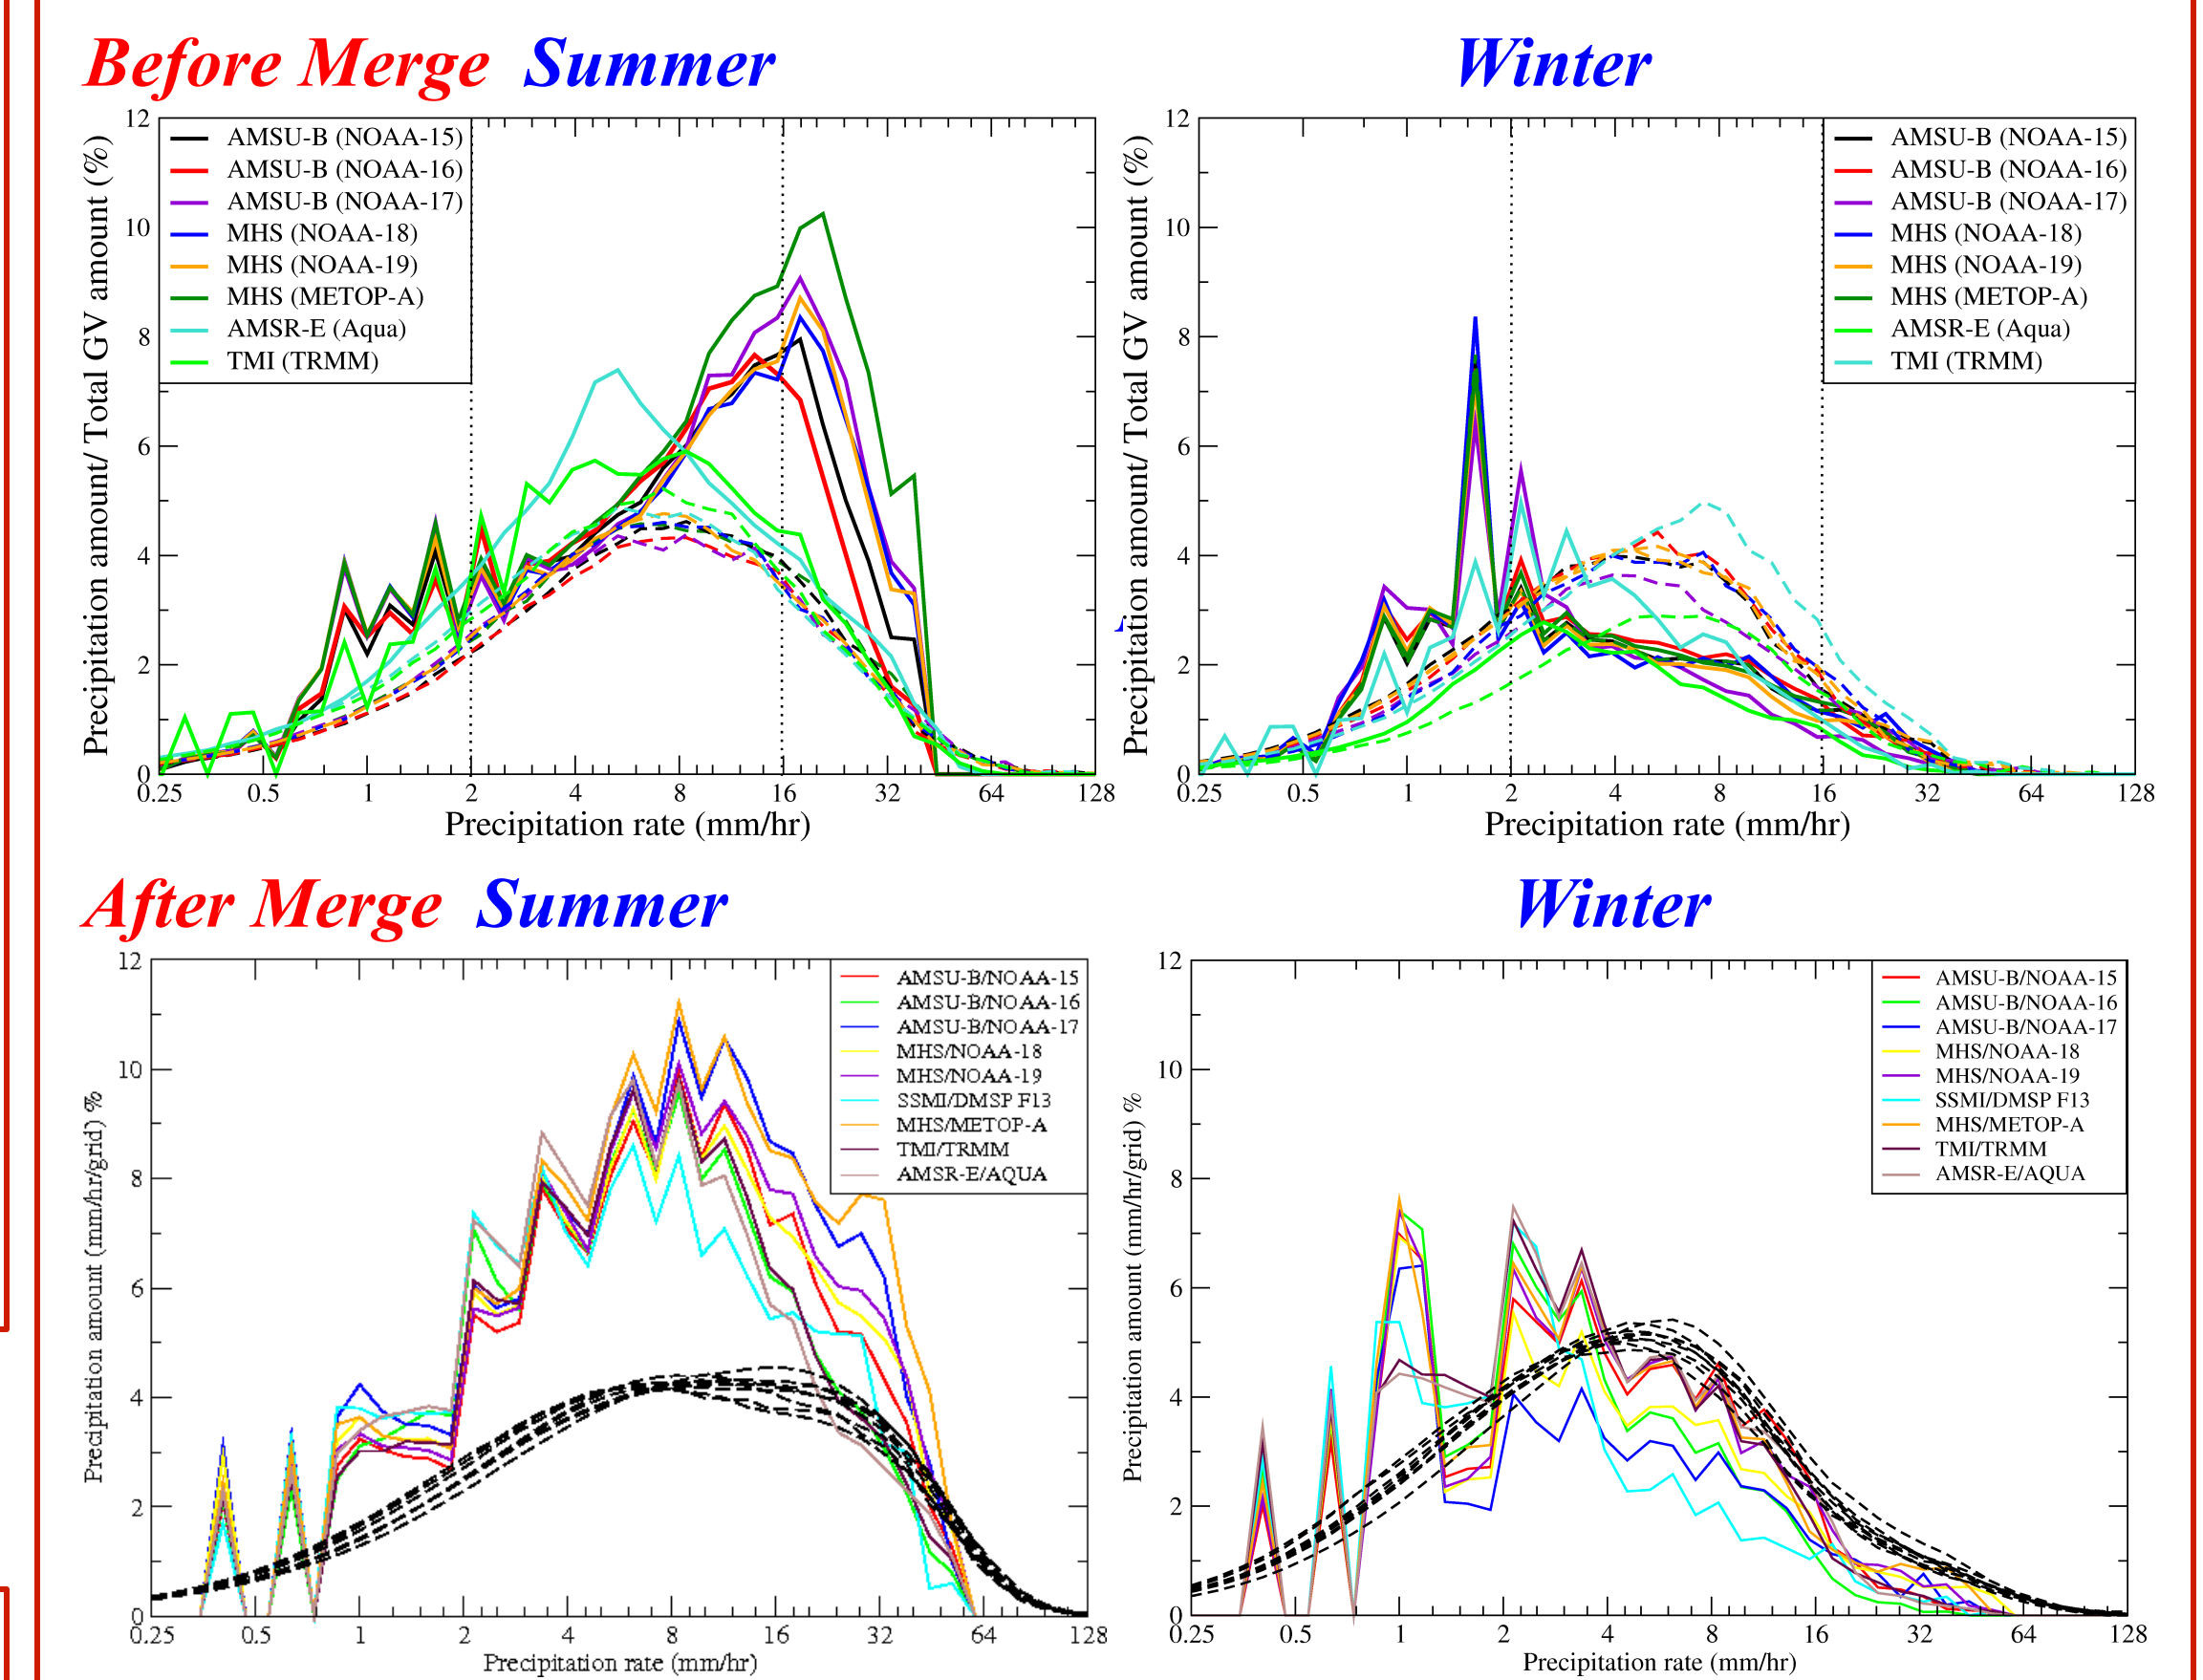 Before Merge Summer
Winter
Precipitation amount/ Total GV amount (%)
12
10
8
6
4
2
0
AMSU-B (NOAA-15)
AMSU-B (NOAA-16)
AMSU-B (NOAA-17)
MHS (NOAA-18)
MHS (NOAA-19)
MHS (METOP-A)
AMSR-E (Aqua)
TMI (TRMM)
0.25 0.5 1 2 4 8 16 32 64 128
Precipitation rate (mm/hr)
Precipitation amount/ Total GV amount (%)
12
10
8
6
4
2
0
AMSU-B (NOAA-15)
AMSU-B (NOAA-16)
AMSU-B (NOAA-17)
MHS (NOAA-18)
MHS (NOAA-19)
MHS (METOP-A)
AMSR-E (Aqua)
TMI (TRMM)
0.25 0.5 1 2 4 8 16 32 64 128
Precipitation rate (mm/hr)
After Merge Summer
Winter
Precipitation amount (mm/hr/grid) %
12
10
8
6
4
2
0
AMSU-B/NOAA-15
AMSU-B/NOAA-16
AMSU-B/NOAA-17
MHS/NOAA-18
MHS/NOAA-19
SSMI/DMSP F13
MHS/METOP-A
TMI/TRMM
AMSR-E/AQUA
0.25 0.5 1 2 4 8 16 32 64 128
Precipitation rate (mm/hr)
Precipitation amount (mm/hr/grid) %
12
10
8
6
4
2
0
AMSU-B/NOAA-15
AMSU-B/NOAA-16
AMSU-B/NOAA-17
MHS/NOAA-18
MHS/NOAA-19
SSMI/DMSP F13
MHS/METOP-A
TMI/TRMM
AMSR-E/AQUA
0.25 0.5 1 2 4 8 16 32 64 128
Precipitation rate (mm/hr)